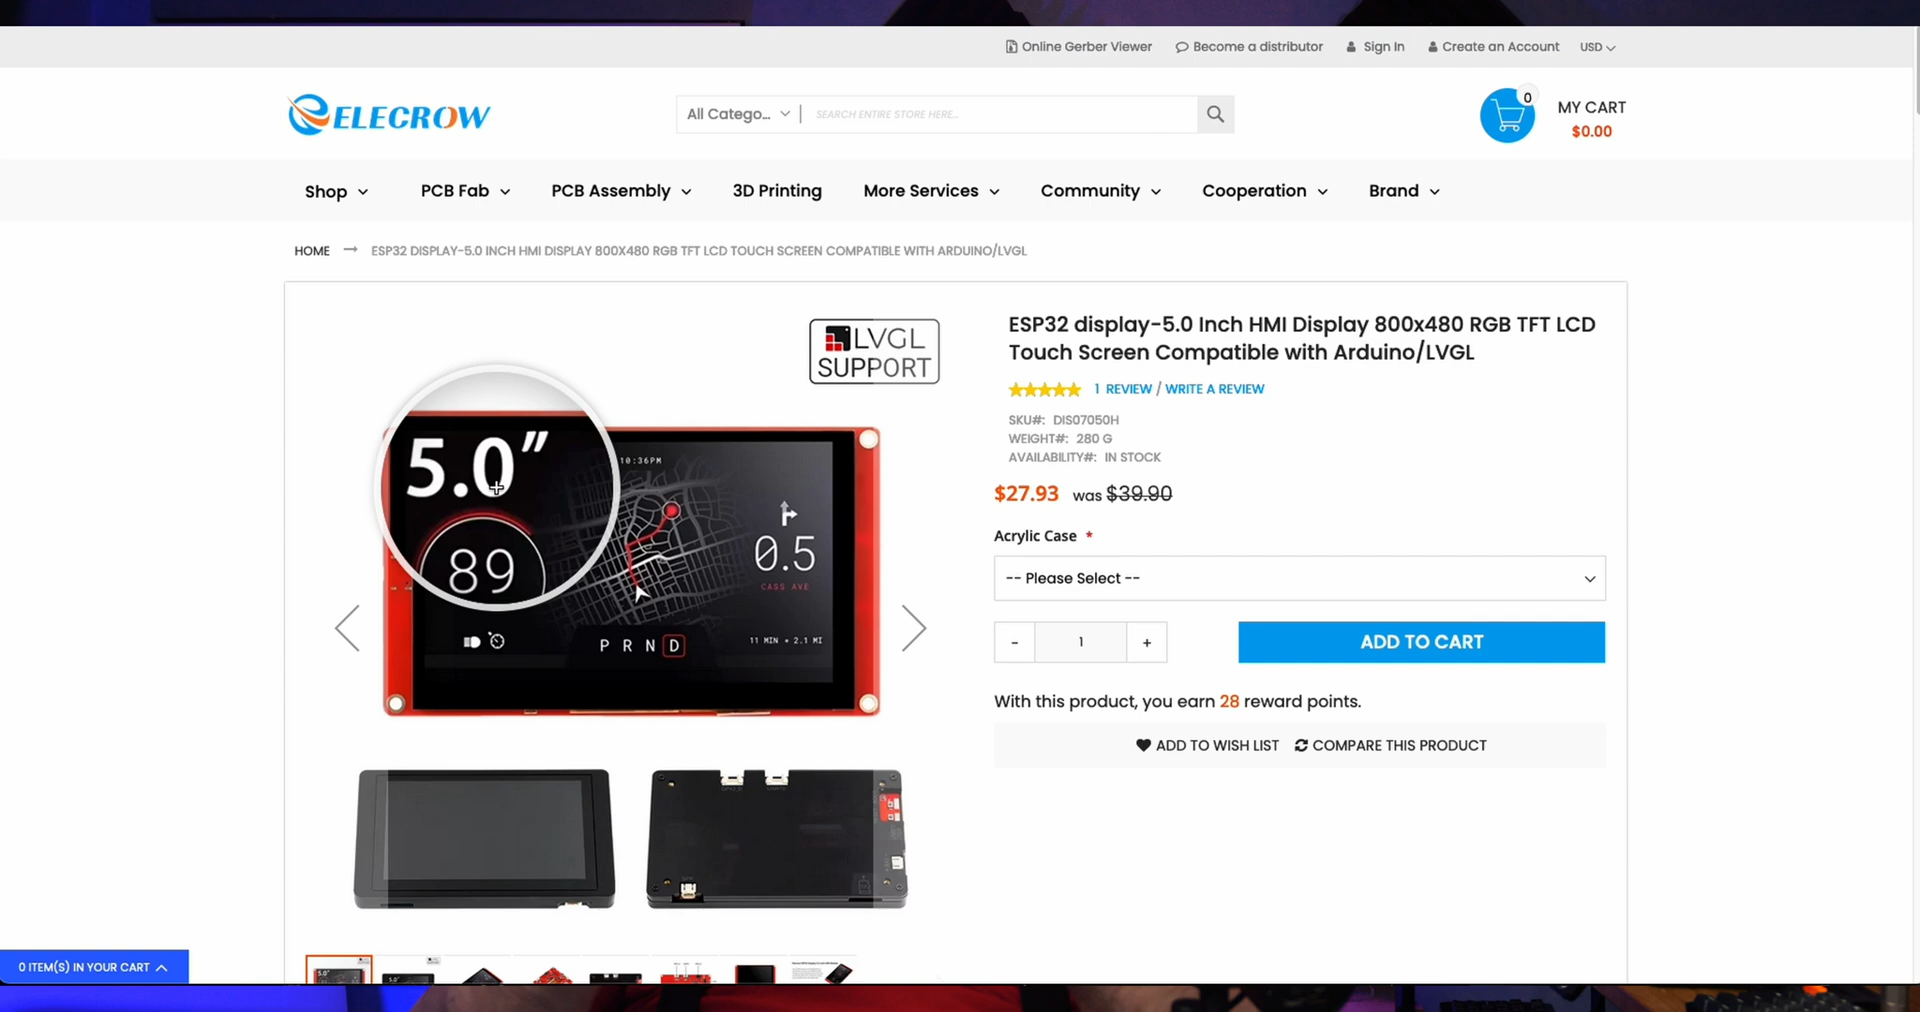 Online Gerber Viewer
Become a distributor
Sign In
Create an Account
USD
ELECROW
All Catego...
SEARCH ENTIRE STORE HERE...
0
MY CART
$0.00
Shop
PCB Fab
PCB Assembly
3D Printing
More Services
Community
Cooperation
Brand
HOME
ESP32 DISPLAY-5.0 INCH HMI DISPLAY 800X480 RGB TFT LCD TOUCH SCREEN COMPATIBLE WITH ARDUINO/LVGL
LVGL
SUPPORT
5.0"
89
10:36PM
0.5
CASS AVE
P R N D
11 MIN • 2.1 MI
ESP32 display-5.0 Inch HMI Display 800x480 RGB TFT LCD
Touch Screen Compatible with Arduino/LVGL
1 REVIEW / WRITE A REVIEW
SKU#: DIS07050H
WEIGHT#: 280 G
AVAILABILITY#: IN STOCK
$27.93 was $39.90
Acrylic Case *
-- Please Select --
- 1 +
ADD TO CART
With this product, you earn 28 reward points.
ADD TO WISH LIST
COMPARE THIS PRODUCT
0 ITEM(S) IN YOUR CART
5.0"
5.0"